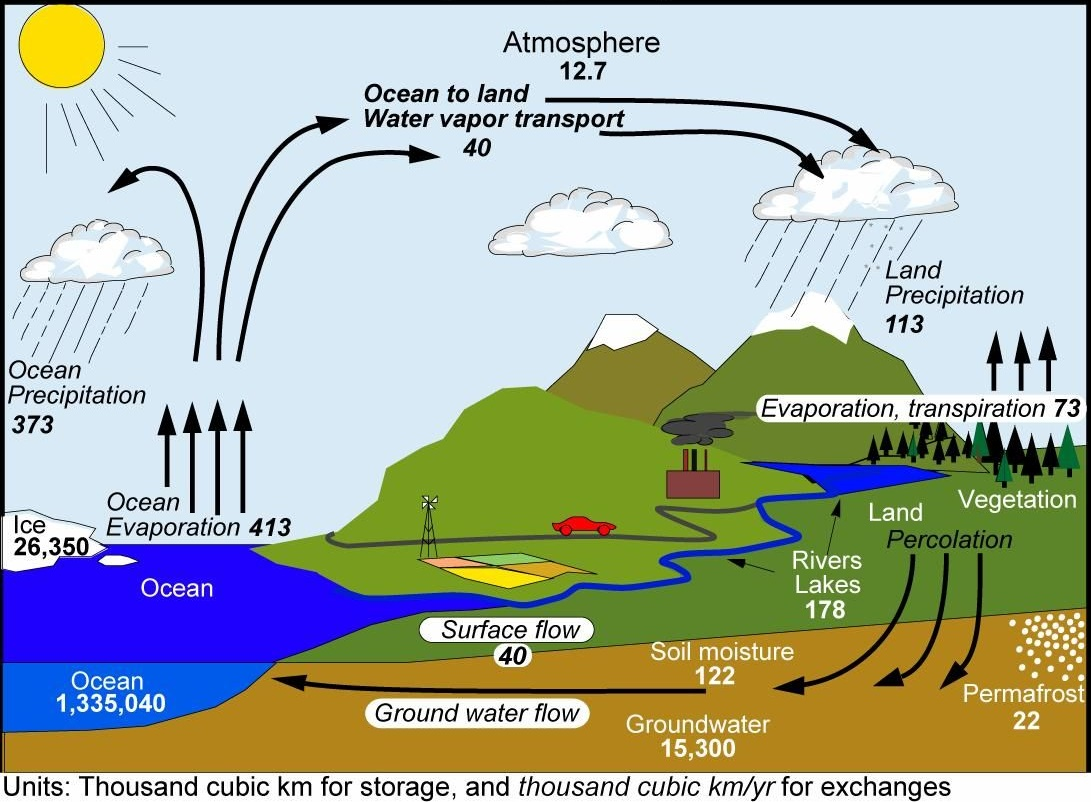 Atmosphere
12.7
Ocean to land
Water vapor transport
40
Land
Precipitation
113
Ocean
Precipitation
373
Evaporation, transpiration 73
Ocean
Evaporation 413
Ice
26,350
Vegetation
Land
Percolation
Ocean
Rivers
Lakes
178
Surface flow
40
Soil moisture
122
Ocean
1,335,040
Permafrost
22
Ground water flow
Groundwater
15,300
Units: Thousand cubic km for storage, and thousand cubic km/yr for exchanges